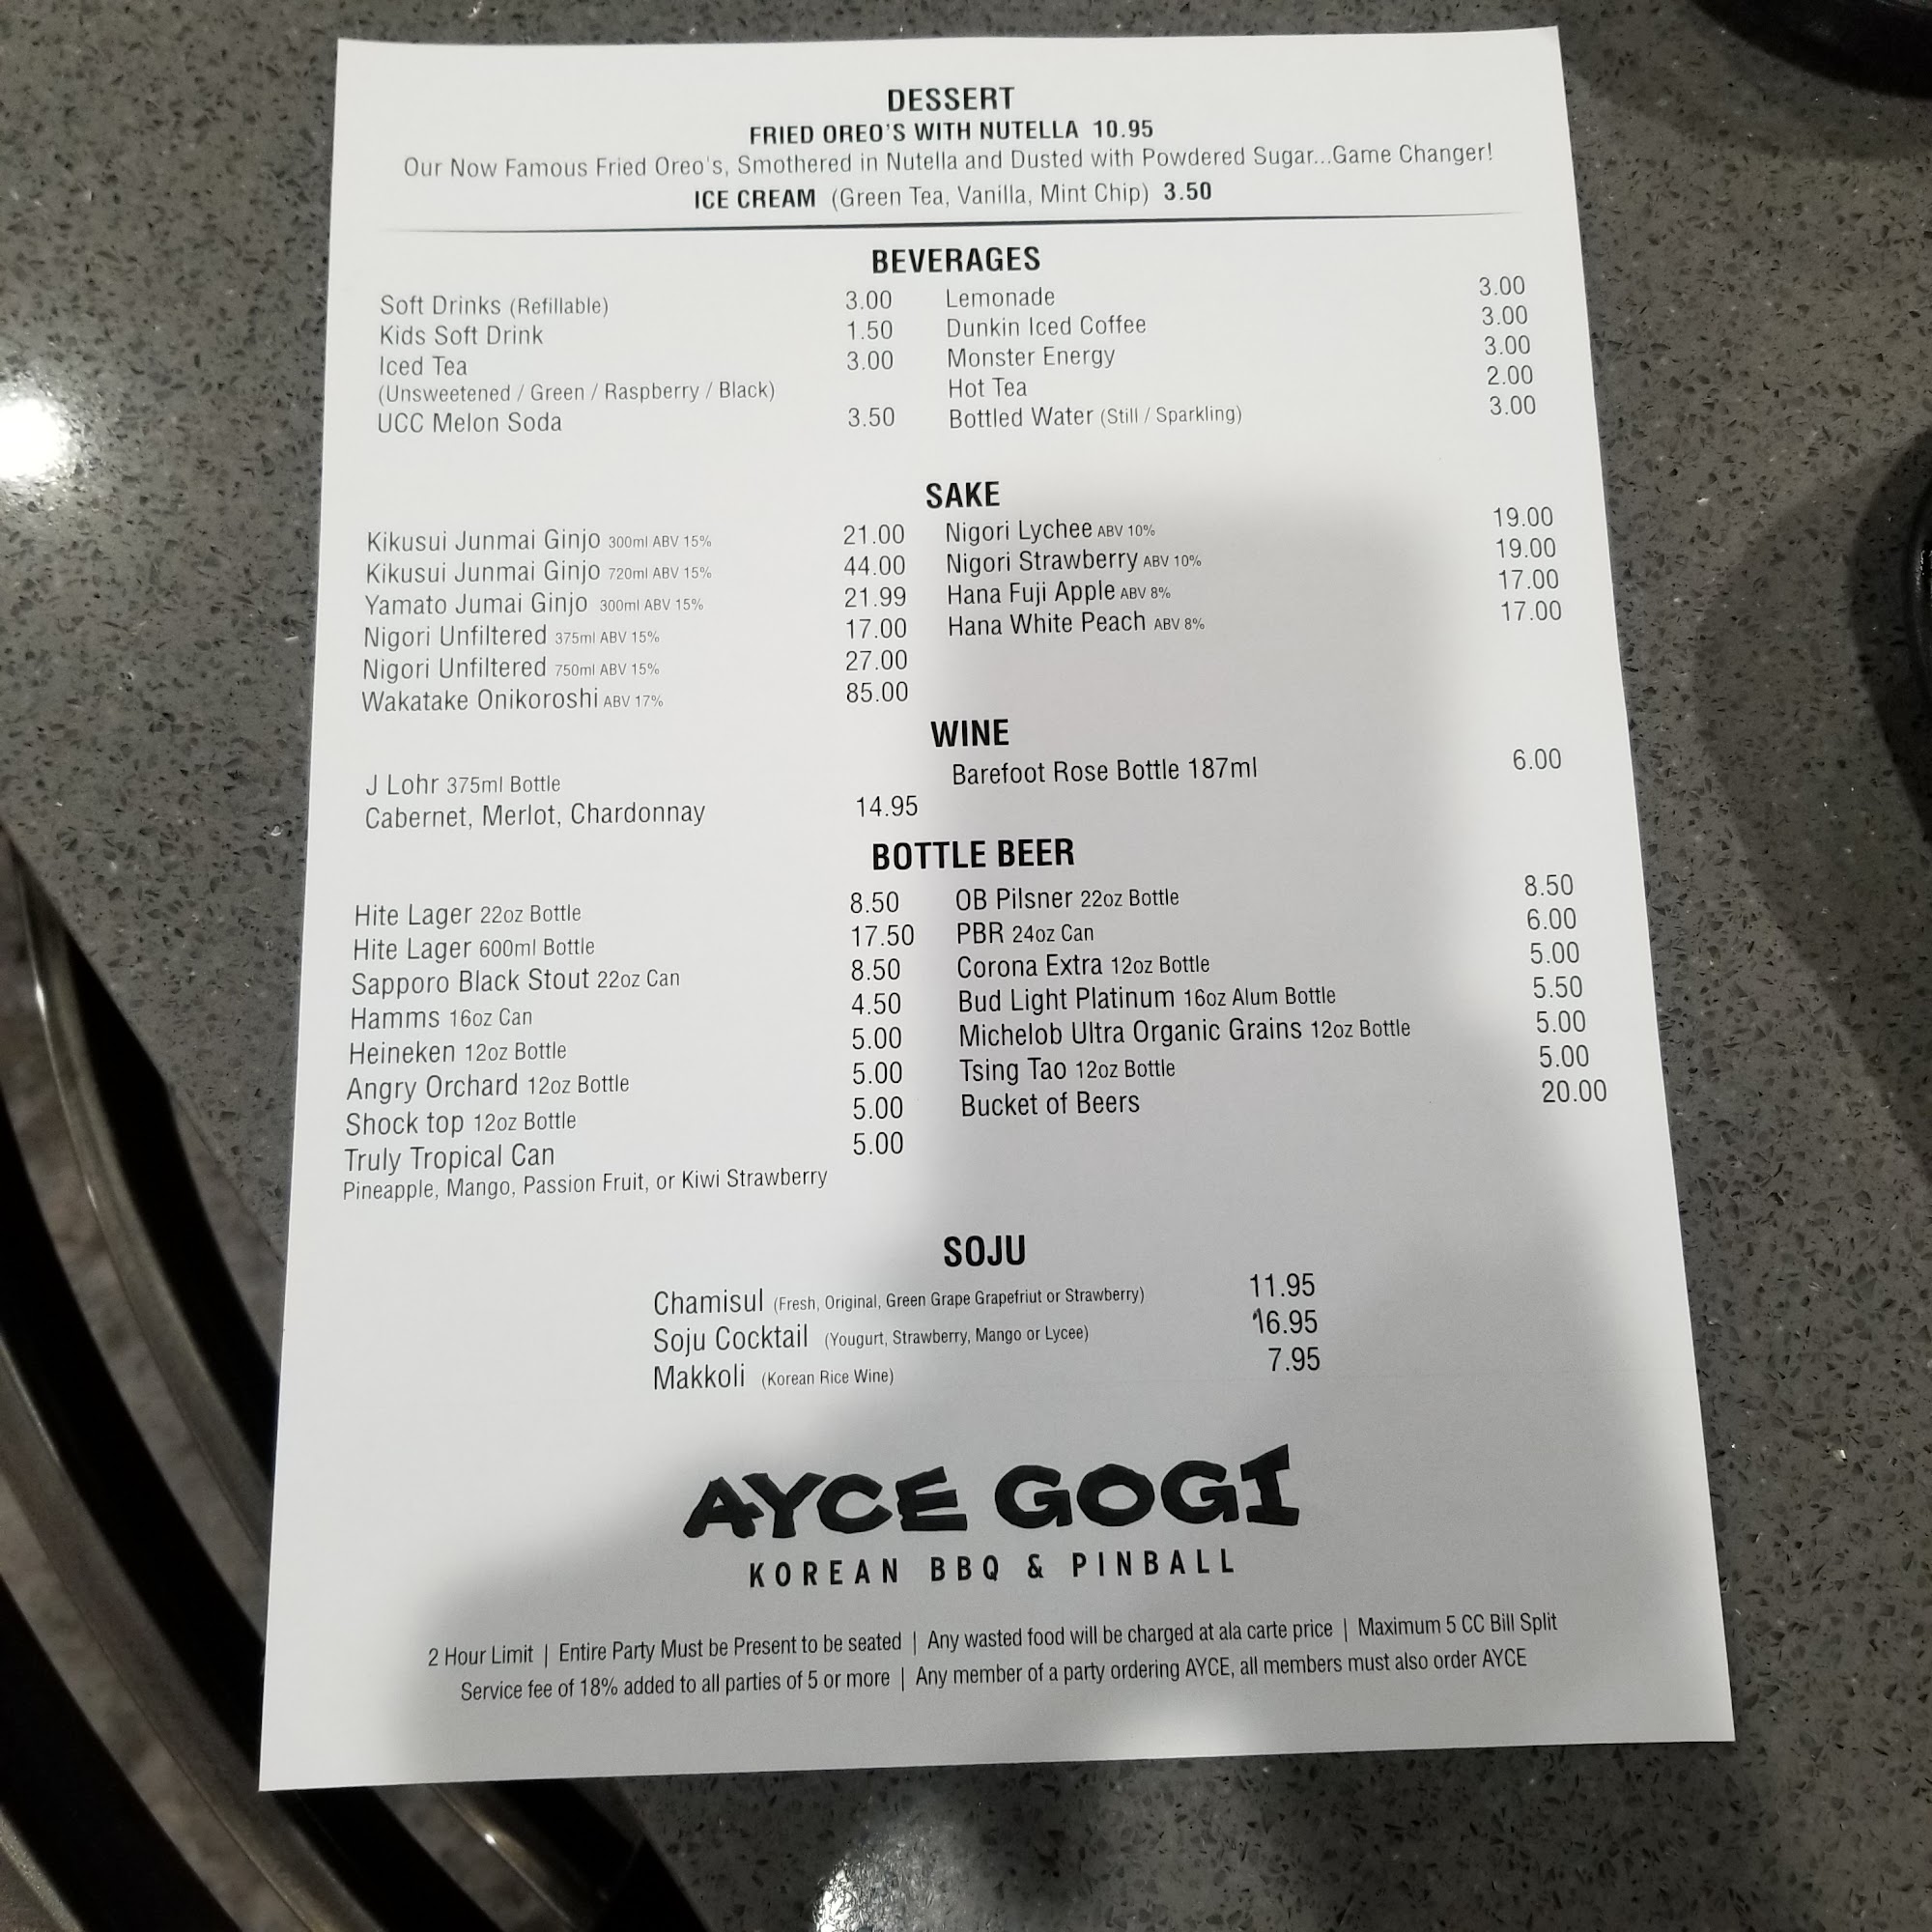 DESSERT
FRIED OREO'S WITH NUTELLA 10.95
Our Now Famous Fried Oreo's, Smothered in Nutella and Dusted with Powdered Sugar...Game Changer!
ICE CREAM (Green Tea, Vanilla, Mint Chip) 3.50
BEVERAGES
Soft Drinks (Refillable) 3.00
Kids Soft Drink 1.50
Iced Tea 3.00
(Unsweetened / Green / Raspberry / Black)
UCC Melon Soda 3.50
Lemonade 3.00
Dunkin Iced Coffee 3.00
Monster Energy 3.00
Hot Tea 2.00
Bottled Water (Still / Sparkling) 3.00
SAKE
Kikusui Junmai Ginjo 300ml ABV 15% 21.00
Kikusui Junmai Ginjo 720ml ABV 15% 44.00
Yamato Jumai Ginjo 300ml ABV 15% 21.99
Nigori Unfiltered 375ml ABV 15% 17.00
Nigori Unfiltered 750ml ABV 15% 27.00
Wakatake Onikoroshi ABV 17% 85.00
Nigori Lychee ABV 10% 19.00
Nigori Strawberry ABV 10% 19.00
Hana Fuji Apple ABV 8% 17.00
Hana White Peach ABV 8% 17.00
WINE
J Lohr 375ml Bottle
Cabernet, Merlot, Chardonnay 14.95
Barefoot Rose Bottle 187ml 6.00
BOTTLE BEER
Hite Lager 22oz Bottle 8.50
Hite Lager 600ml Bottle 17.50
Sapporo Black Stout 22oz Can 8.50
Hamms 16oz Can 4.50
Heineken 12oz Bottle 5.00
Angry Orchard 12oz Bottle 5.00
Shock top 12oz Bottle 5.00
Truly Tropical Can 5.00
Pineapple, Mango, Passion Fruit, or Kiwi Strawberry
OB Pilsner 22oz Bottle 8.50
PBR 24oz Can 6.00
Corona Extra 12oz Bottle 5.00
Bud Light Platinum 16oz Alum Bottle 5.50
Michelob Ultra Organic Grains 12oz Bottle 5.00
Tsing Tao 12oz Bottle 5.00
Bucket of Beers 20.00
SOJU
Chamisul (Fresh, Original, Green Grape Grapefriut or Strawberry) 11.95
Soju Cocktail (Yougurt, Strawberry, Mango or Lycee) 16.95
Makkoli (Korean Rice Wine) 7.95
AYCE GOGI
KOREAN BBQ & PINBALL
2 Hour Limit | Entire Party Must be Present to be seated | Any wasted food will be charged at ala carte price | Maximum 5 CC Bill Split
Service fee of 18% added to all parties of 5 or more | Any member of a party ordering AYCE, all members must also order AYCE